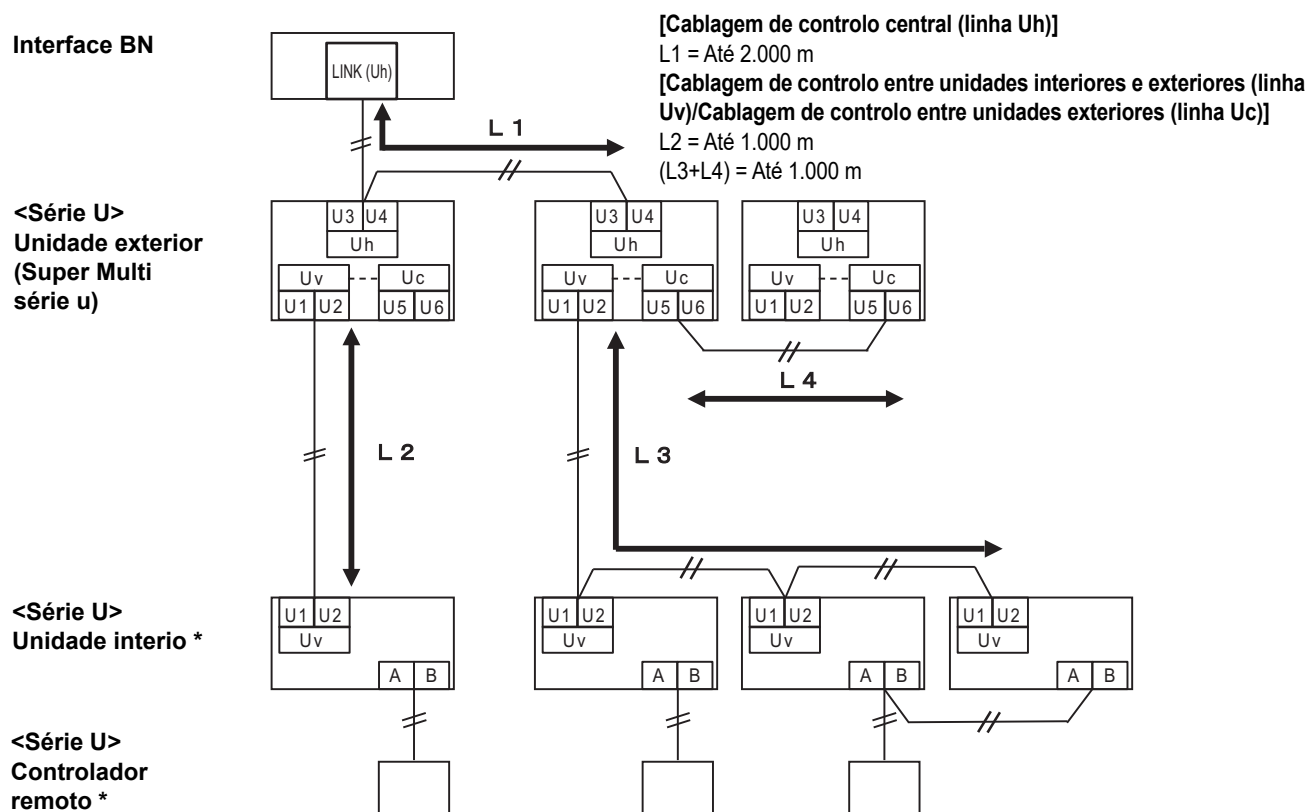 Interface BN
LINK (Uh)
[Cablagem de controlo central (linha Uh)]
L1 = Até 2.000 m
[Cablagem de controlo entre unidades interiores e exteriores (linha
Uv)/Cablagem de controlo entre unidades exteriores (linha Uc)]
L2 = Até 1.000 m
(L3+L4) = Até 1.000 m
L 1
<Série U>
Unidade exterior
(Super Multi
série u)
U3 U4
Uh
Uv Uc
U1 U2 U5 U6
U3 U4
Uh
Uv Uc
U1 U2 U5 U6
U3 U4
Uh
Uv Uc
U1 U2 U5 U6
L 4
L 2
L 3
<Série U>
Unidade interio *
U1 U2
Uv
A B
U1 U2
Uv
A B
U1 U2
Uv
A B
U1 U2
Uv
A B
<Série U>
Controlador
remoto *